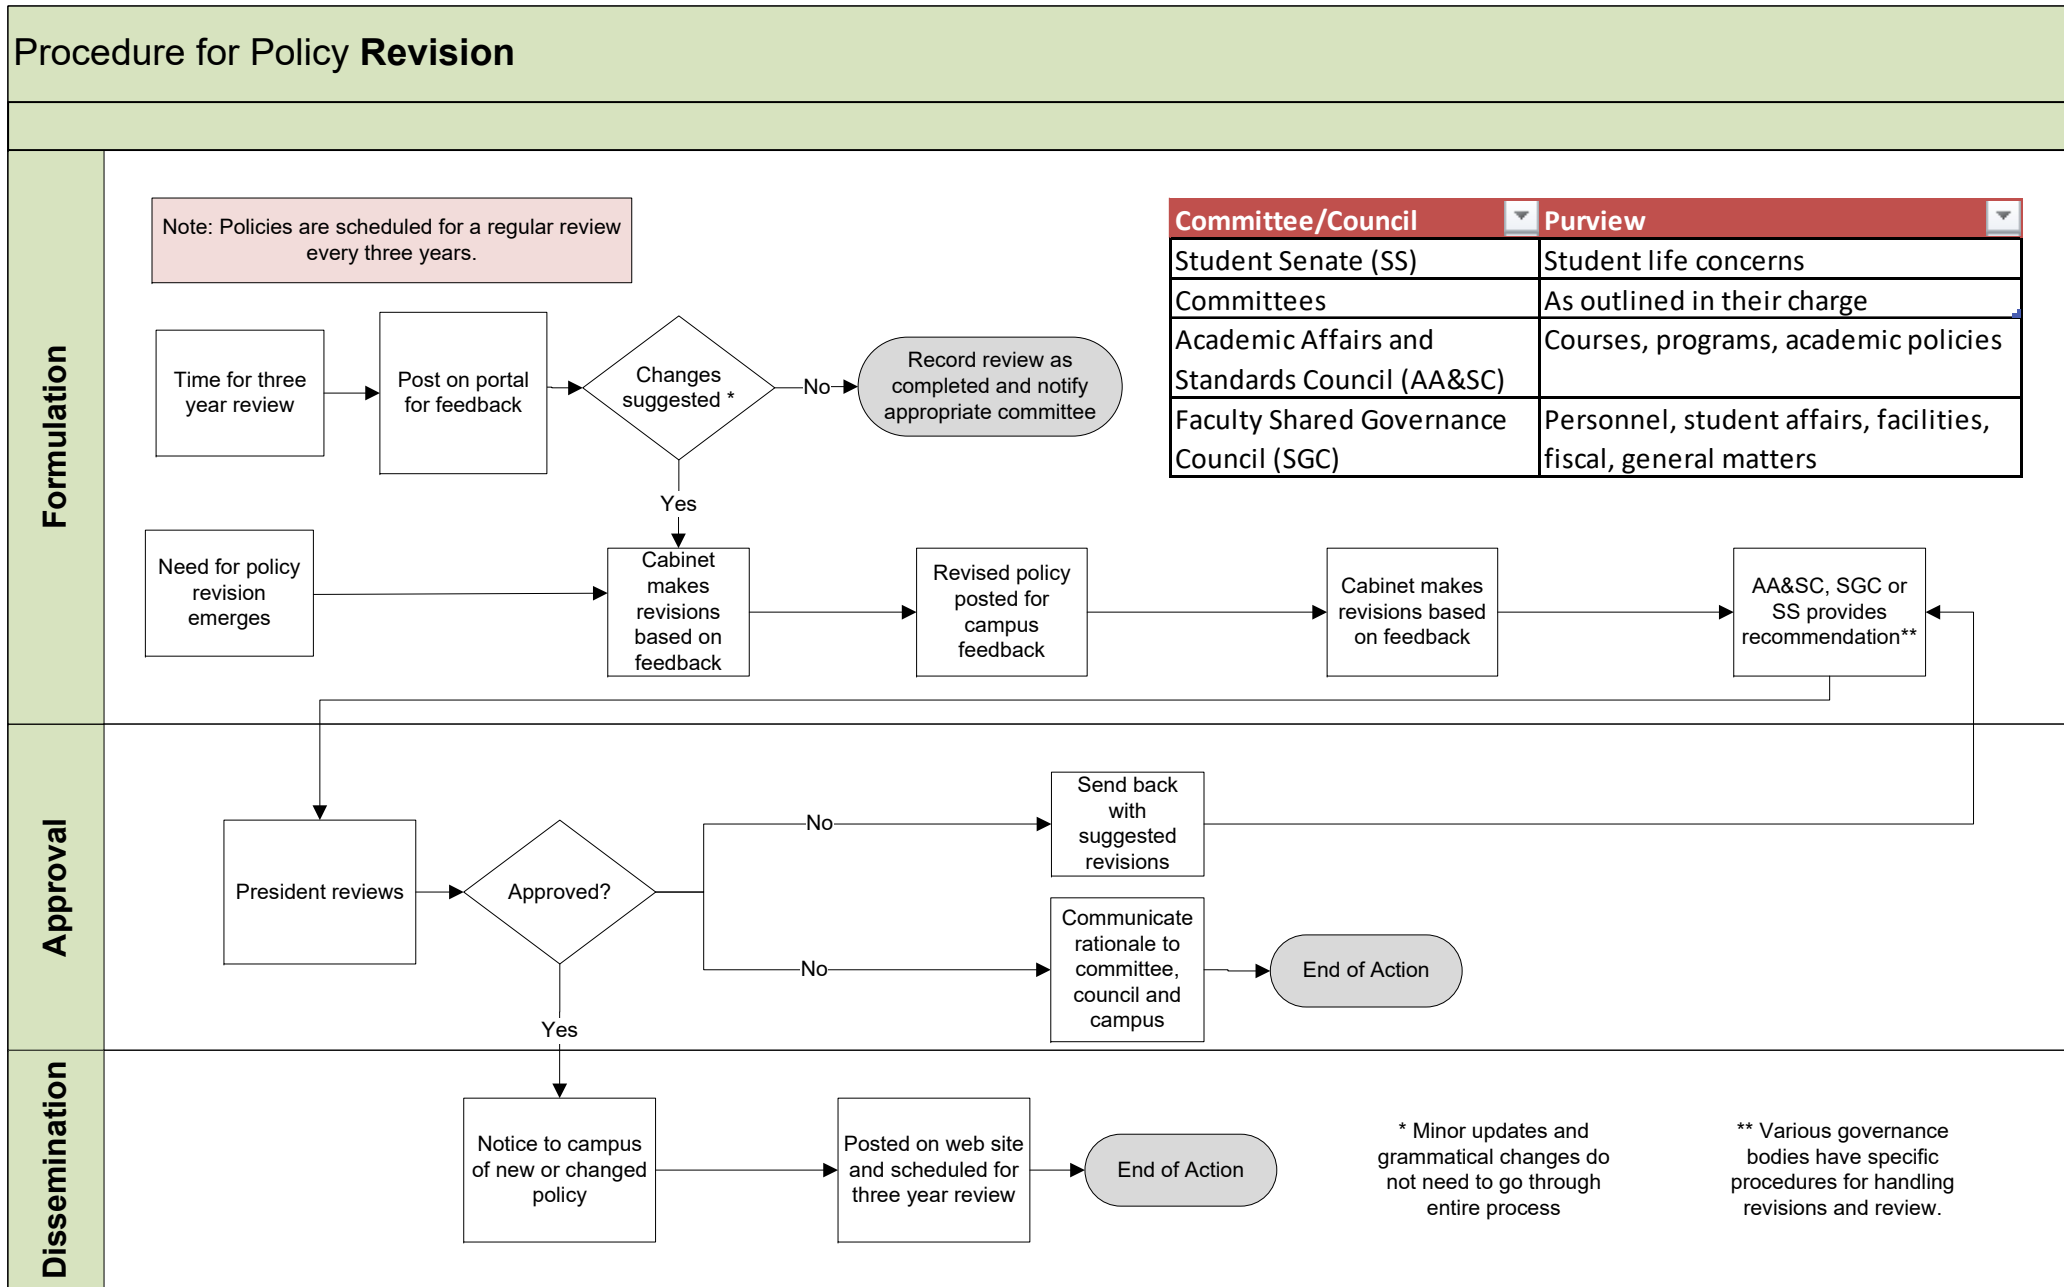 Procedure for Policy Revision
Formulation
Note: Policies are scheduled for a regular review
every three years.
Committee/Council
Purview
Student Senate (SS)
Student life concerns
Committees
As outlined in their charge
Academic Affairs and
Standards Council (AA&SC)
Courses, programs, academic policies
Faculty Shared Governance
Council (SGC)
Personnel, student affairs, facilities,
fiscal, general matters
Time for three
year review
Post on portal
for feedback
Changes
suggested *
No
Record review as
completed and notify
appropriate committee
Yes
Need for policy
revision
emerges
Cabinet
makes
revisions
based on
feedback
Revised policy
posted for
campus
feedback
Cabinet makes
revisions based
on feedback
AA&SC, SGC or
SS provides
recommendation**
Approval
President reviews
Approved?
No
Send back
with
suggested
revisions
No
Communicate
rationale to
committee,
council and
campus
End of Action
Yes
Dissemination
Notice to campus
of new or changed
policy
Posted on web site
and scheduled for
three year review
End of Action
* Minor updates and
grammatical changes do
not need to go through
entire process
** Various governance
bodies have specific
procedures for handling
revisions and review.